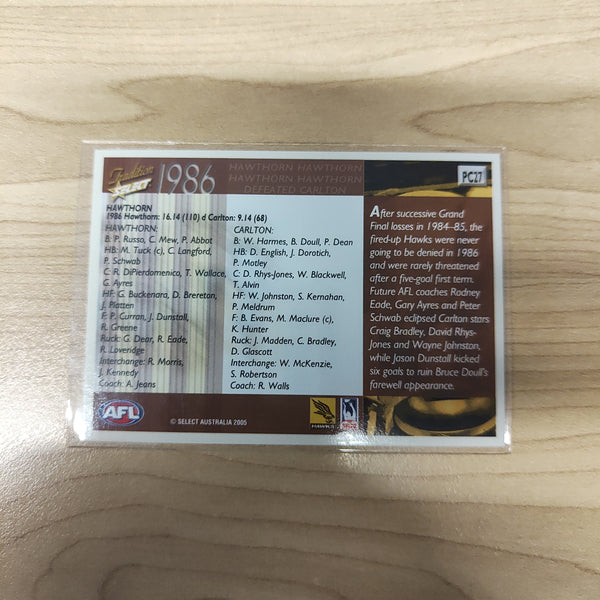 Tradition
SELECT
1986
HAWTHORN HAWTHORN
HAWTHORN HAWTHORN
DEFEATED CARLTON
PC27
HAWTHORN
1986 Hawthorn: 16.14 (110) d Carlton: 9.14 (68)
HAWTHORN:
B: P. Russo, C. Mew, P. Abbot
HB: M. Tuck (c), C. Langford,
P. Schwab
C: R. DiPierdomenico, T. Wallace,
G. Ayres
HF: G. Buckenara, D. Brereton,
J. Platten
F: P. Curran, J. Dunstall,
R. Greene
Ruck: G. Dear, R. Eade,
R. Loveridge
Interchange: R. Morris,
J. Kennedy
Coach: A. Jeans
CARLTON:
B: W. Harmes, B. Doull, P. Dean
HB: D. English, J. Dorotich,
P. Motley
C: D. Rhys-Jones, W. Blackwell,
T. Alvin
HF: W. Johnston, S. Kernahan,
P. Meldrum
F: B. Evans, M. Maclure (c),
K. Hunter
Ruck: J. Madden, C. Bradley,
D. Glascott
Interchange: W. McKenzie,
S. Robertson
Coach: R. Walls
After successive Grand
Final losses in 1984–85, the
fired-up Hawks were never
going to be denied in 1986
and were rarely threatened
after a five-goal first term.
Future AFL coaches Rodney
Eade, Gary Ayres and Peter
Schwab eclipsed Carlton stars
Craig Bradley, David Rhys-
Jones and Wayne Johnston,
while Jason Dunstall kicked
six goals to ruin Bruce Doull's
farewell appearance.
AFL
© SELECT AUSTRALIA 2005
HAWKS